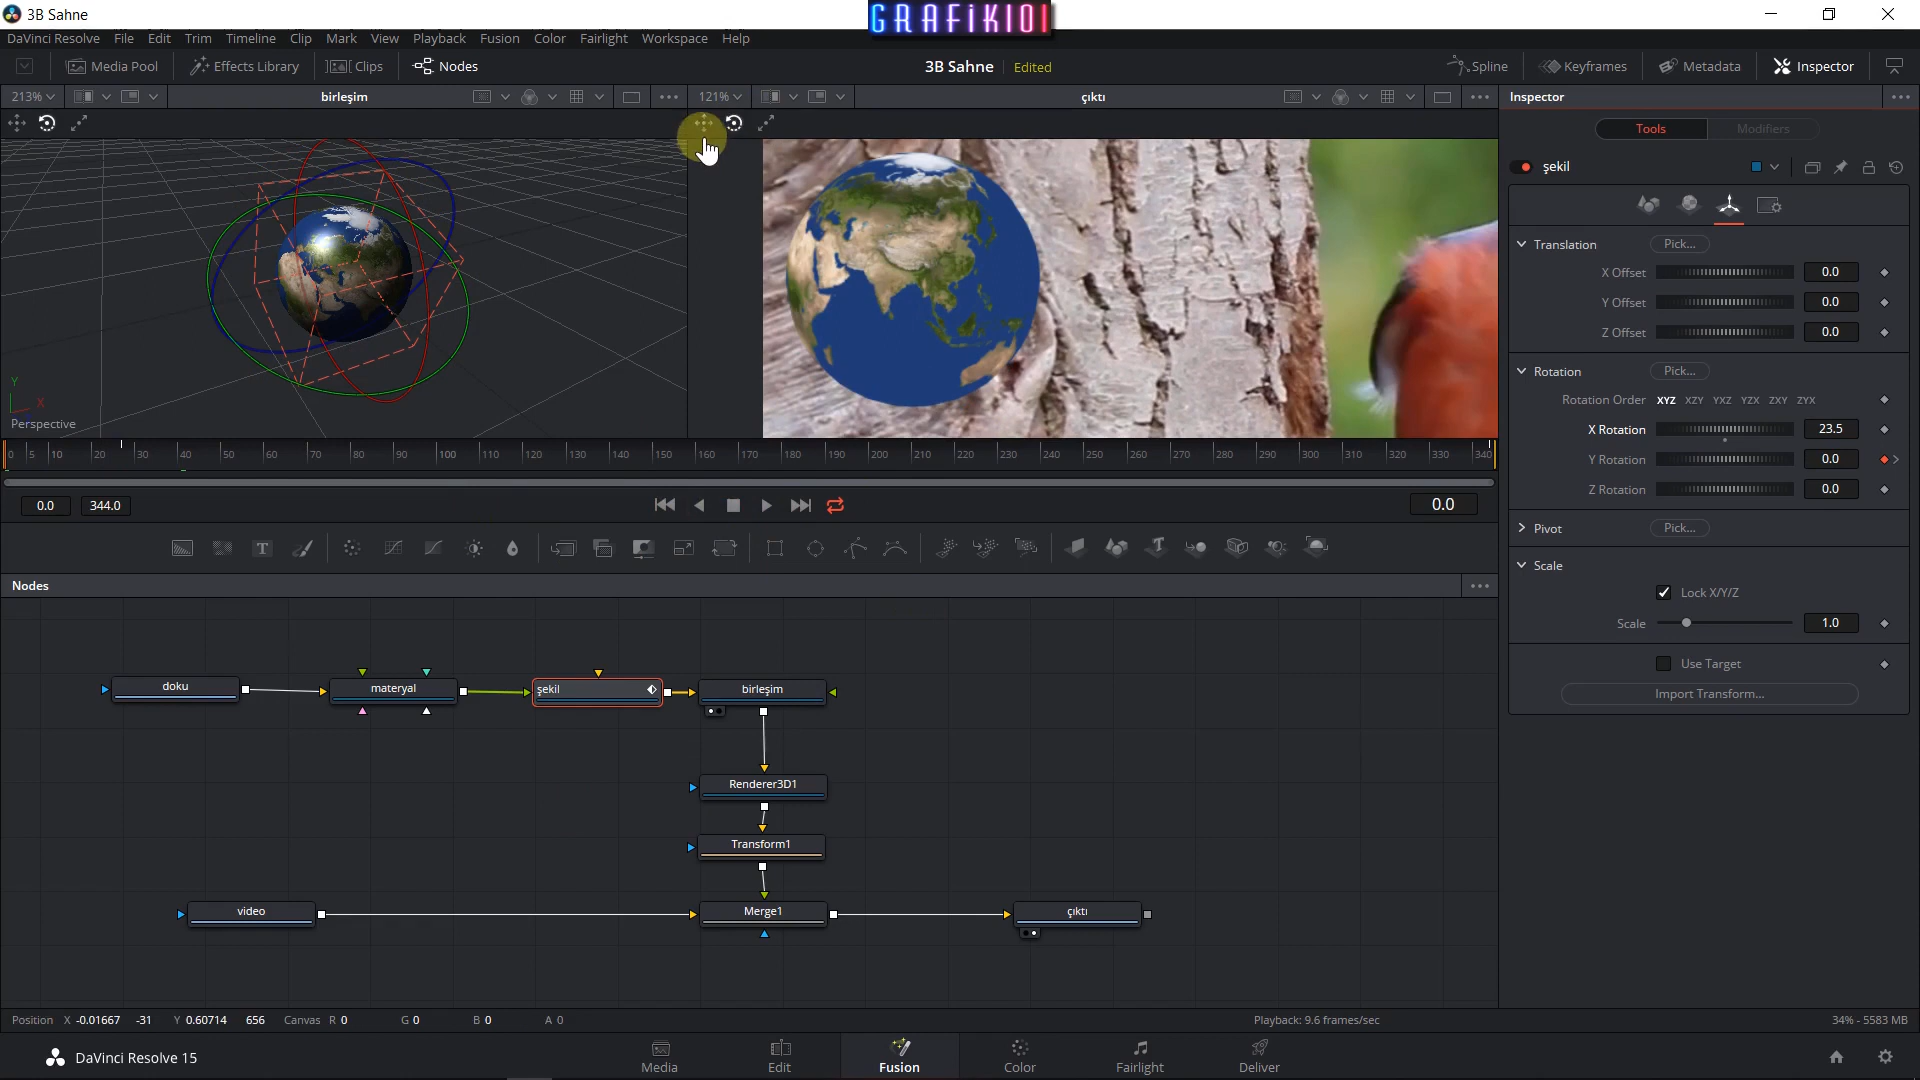 3B Sahne
GRAFiK101
DaVinci Resolve File Edit Trim Timeline Clip Mark View Playback Fusion Color Fairlight Workspace Help
Media Pool Effects Library Clips Nodes 3B Sahne Edited Spline Keyframes Metadata Inspector
213% birleşim 121% çıktı Inspector
Tools Modifiers
şekil
Translation Pick...
X Offset 0.0
Y Offset 0.0
Z Offset 0.0
Rotation Pick...
Rotation Order XYZ XZY YXZ YZX ZXY ZYX
X Rotation 23.5
Y Rotation 0.0
Z Rotation 0.0
Pivot Pick...
Scale
Lock X/Y/Z
Scale 1.0
Use Target
Import Transform...
Y
X
Perspective
0 5 10 20 30 40 50 60 70 80 90 100 110 120 130 140 150 160 170 180 190 200 210 220 230 240 250 260 270 280 290 300 310 320 330 340
0.0 344.0 0.0
T
Nodes
doku materyal şekil birleşim
Renderer3D1
Transform1
video Merge1 çıktı
Position X -0.01667 -31 Y 0.60714 656 Canvas R 0 G 0 B 0 A 0 Playback: 9.6 frames/sec 34% - 5583 MB
DaVinci Resolve 15 Media Edit Fusion Color Fairlight Deliver